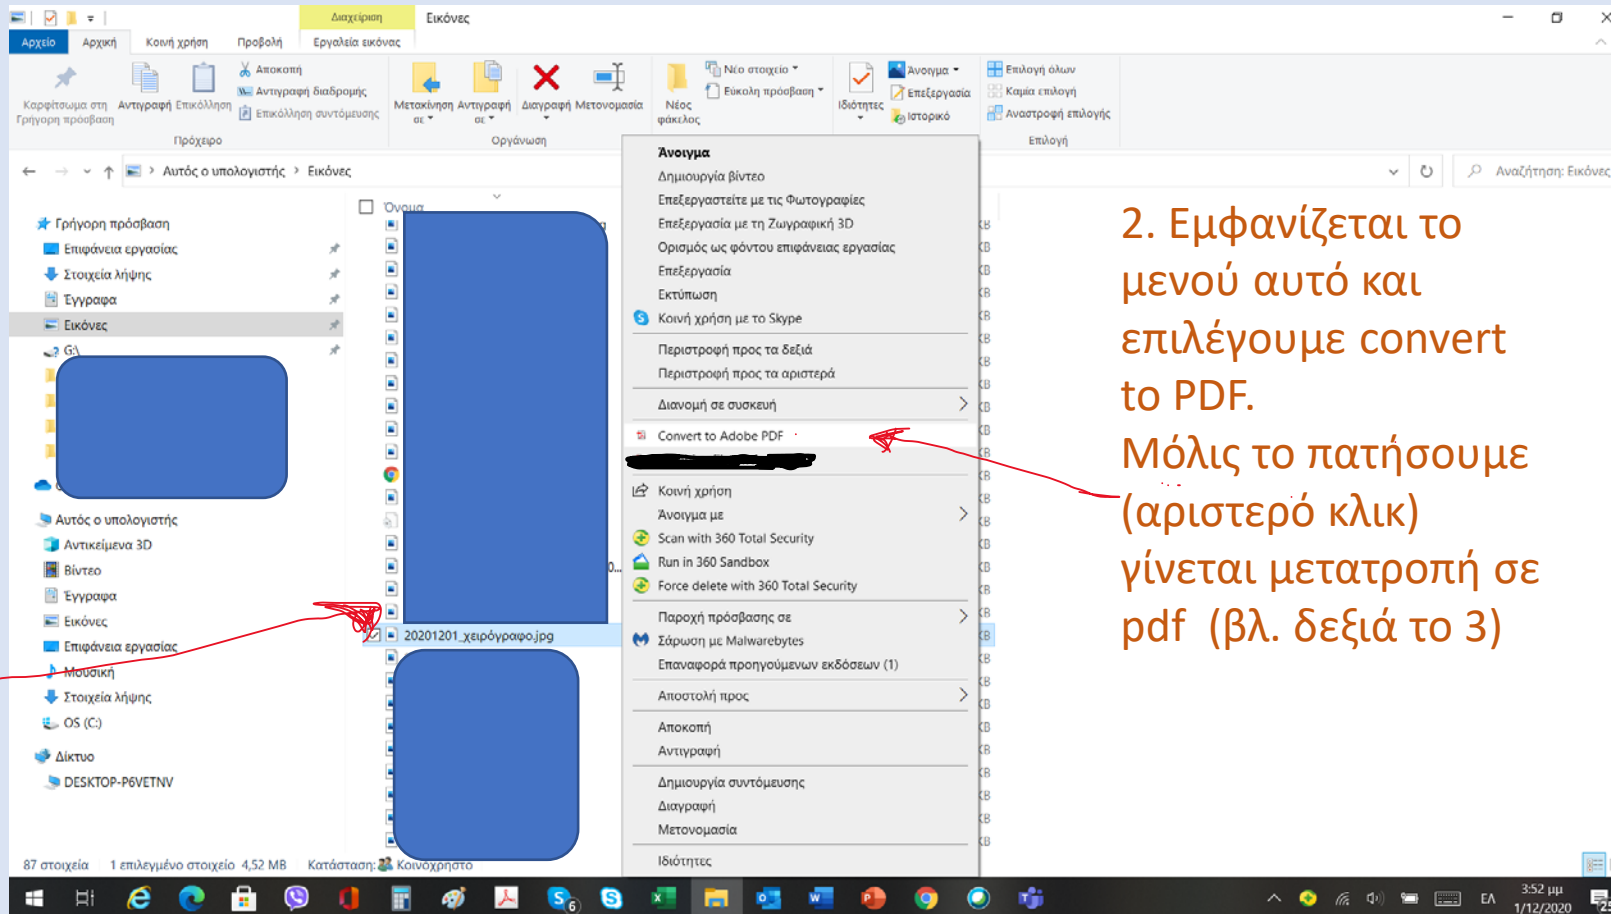 Διαχείριση
Εικόνες
Αρχείο Αρχική Κοινή χρήση Προβολή Εργαλεία εικόνας
Καρφίτσωμα στη Γρήγορη πρόσβαση
Αντιγραφή
Επικόλληση
Αποκοπή
Αντιγραφή διαδρομής
Επικόλληση συντόμευσης
Πρόχειρο
Μετακίνηση σε
Αντιγραφή σε
Διαγραφή
Μετονομασία
Οργάνωση
Νέος φάκελος
Νέο στοιχείο
Εύκολη πρόσβαση
Ιδιότητες
Άνοιγμα
Επεξεργασία
Ιστορικό
Επιλογή όλων
Καμία επιλογή
Αναστροφή επιλογής
Επιλογή
Αυτός ο υπολογιστής > Εικόνες
Αναζήτηση: Εικόνες
Γρήγορη πρόσβαση
Επιφάνεια εργασίας
Στοιχεία λήψης
Έγγραφα
Εικόνες
G:\
Αυτός ο υπολογιστής
Αντικείμενα 3D
Βίντεο
Έγγραφα
Εικόνες
Επιφάνεια εργασίας
Μουσική
Στοιχεία λήψης
OS (C:)
Δίκτυο
DESKTOP-P6VETNV
Όνομα
20201201_χειρόγραφο.jpg
Άνοιγμα
Δημιουργία βίντεο
Επεξεργαστείτε με τις Φωτογραφίες
Επεξεργασία με τη Ζωγραφική 3D
Ορισμός ως φόντου επιφάνειας εργασίας
Επεξεργασία
Εκτύπωση
Κοινή χρήση με το Skype
Περιστροφή προς τα δεξιά
Περιστροφή προς τα αριστερά
Διανομή σε συσκευή
Convert to Adobe PDF
Κοινή χρήση
Άνοιγμα με
Scan with 360 Total Security
Run in 360 Sandbox
Force delete with 360 Total Security
Παροχή πρόσβασης σε
Σάρωση με Malwarebytes
Επαναφορά προηγούμενων εκδόσεων (1)
Αποστολή προς
Αποκοπή
Αντιγραφή
Δημιουργία συντόμευσης
Διαγραφή
Μετονομασία
Ιδιότητες
2. Εμφανίζεται το
μενού αυτό και
επιλέγουμε convert
to PDF.
Μόλις το πατήσουμε
(αριστερό κλικ)
γίνεται μετατροπή σε
pdf (βλ. δεξιά το 3)
87 στοιχεία 1 επιλεγμένο στοιχείο 4,52 MB Κατάσταση: Κοινόχρηστο
ΕΛ
3:52 μμ
1/12/2020